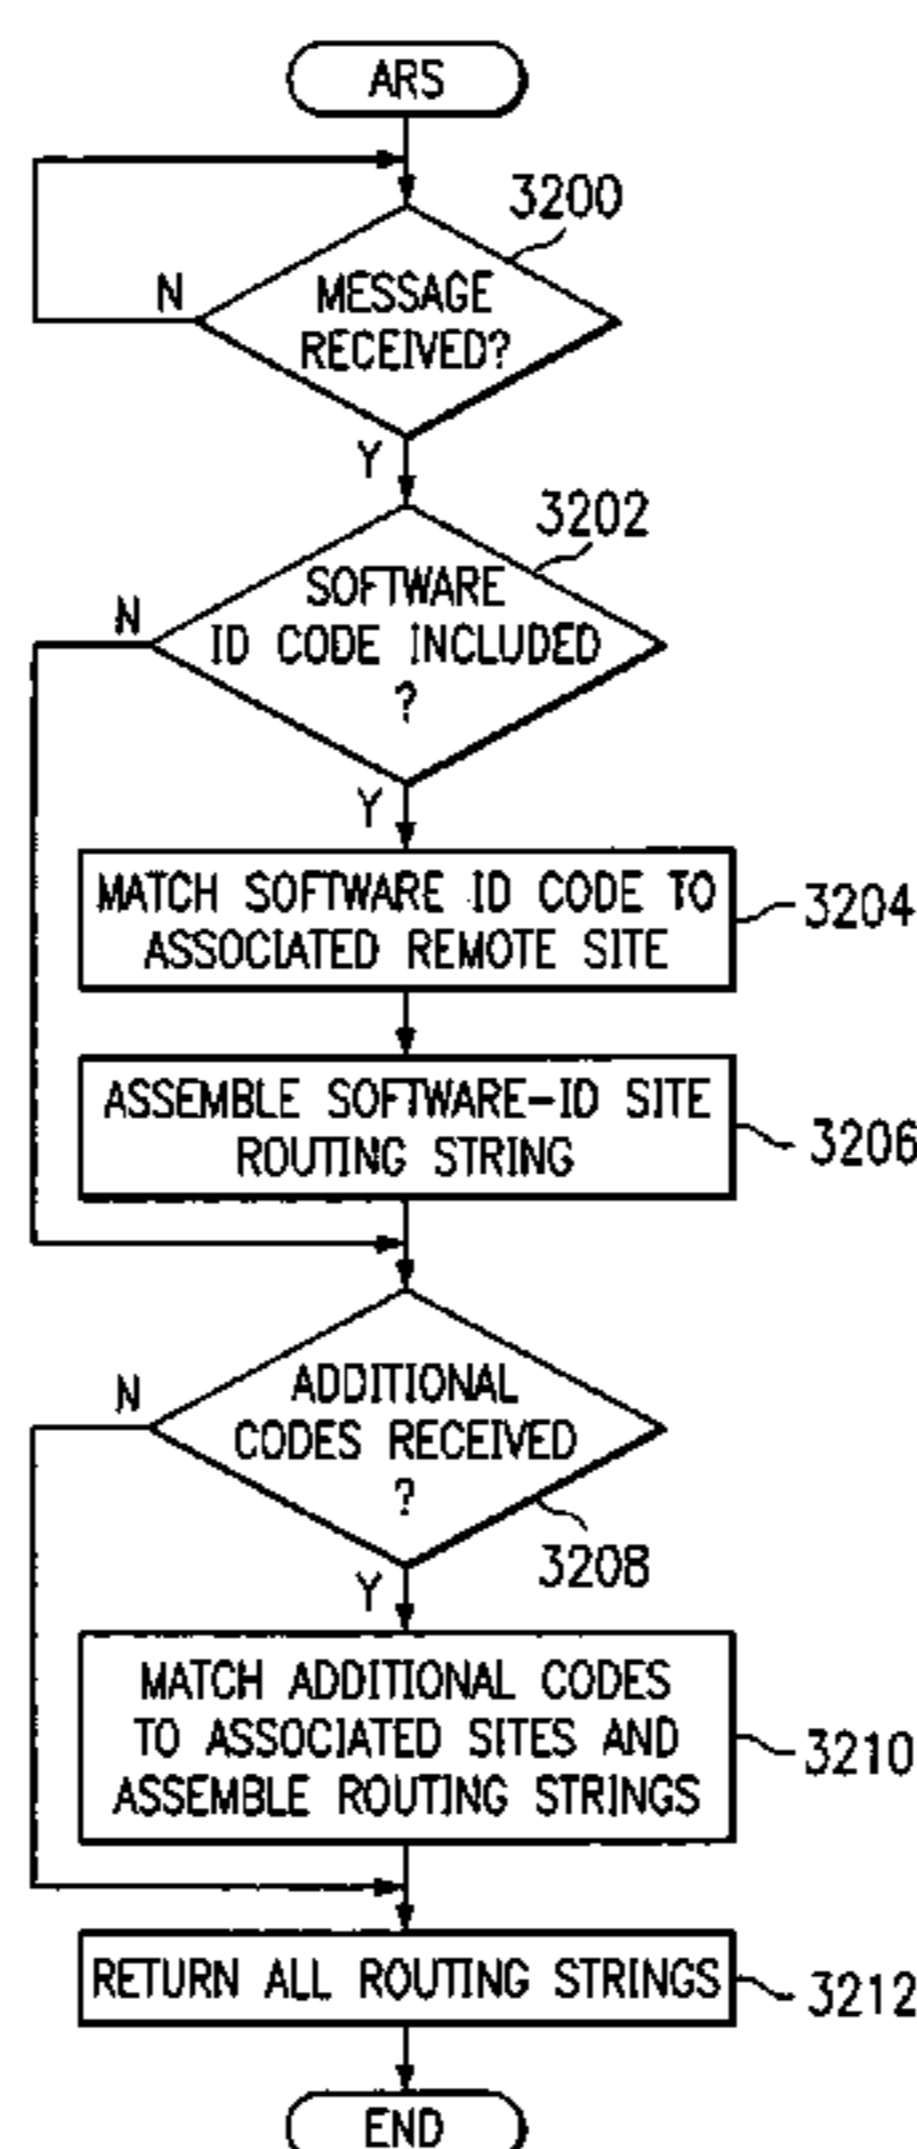 ARS
3200
N
MESSAGE
RECEIVED?
Y
3202
N
SOFTWARE
ID CODE INCLUDED
?
Y
MATCH SOFTWARE ID CODE TO
ASSOCIATED REMOTE SITE
3204
ASSEMBLE SOFTWARE-ID SITE
ROUTING STRING
3206
N
ADDITIONAL
CODES RECEIVED
?
3208
Y
MATCH ADDITIONAL CODES
TO ASSOCIATED SITES AND
ASSEMBLE ROUTING STRINGS
3210
RETURN ALL ROUTING STRINGS
3212
END